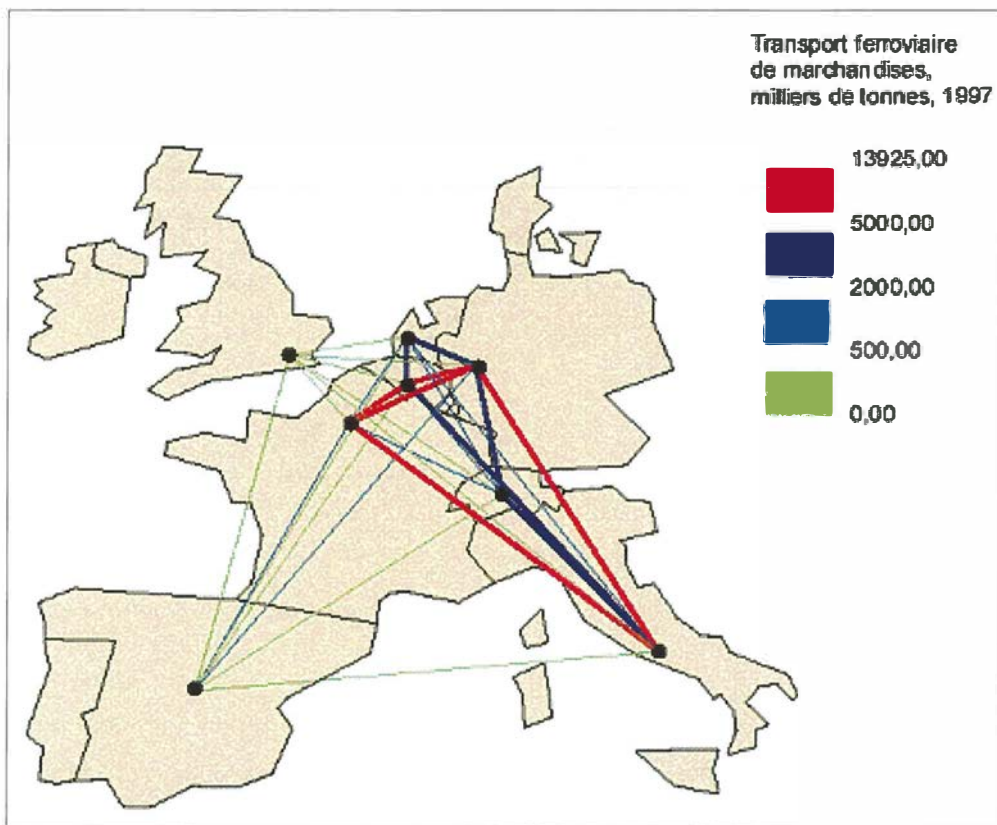 Transport ferroviaire
de marchandises,
milliers de tonnes, 1997
13925,00
5000,00
2000,00
500,00
0,00